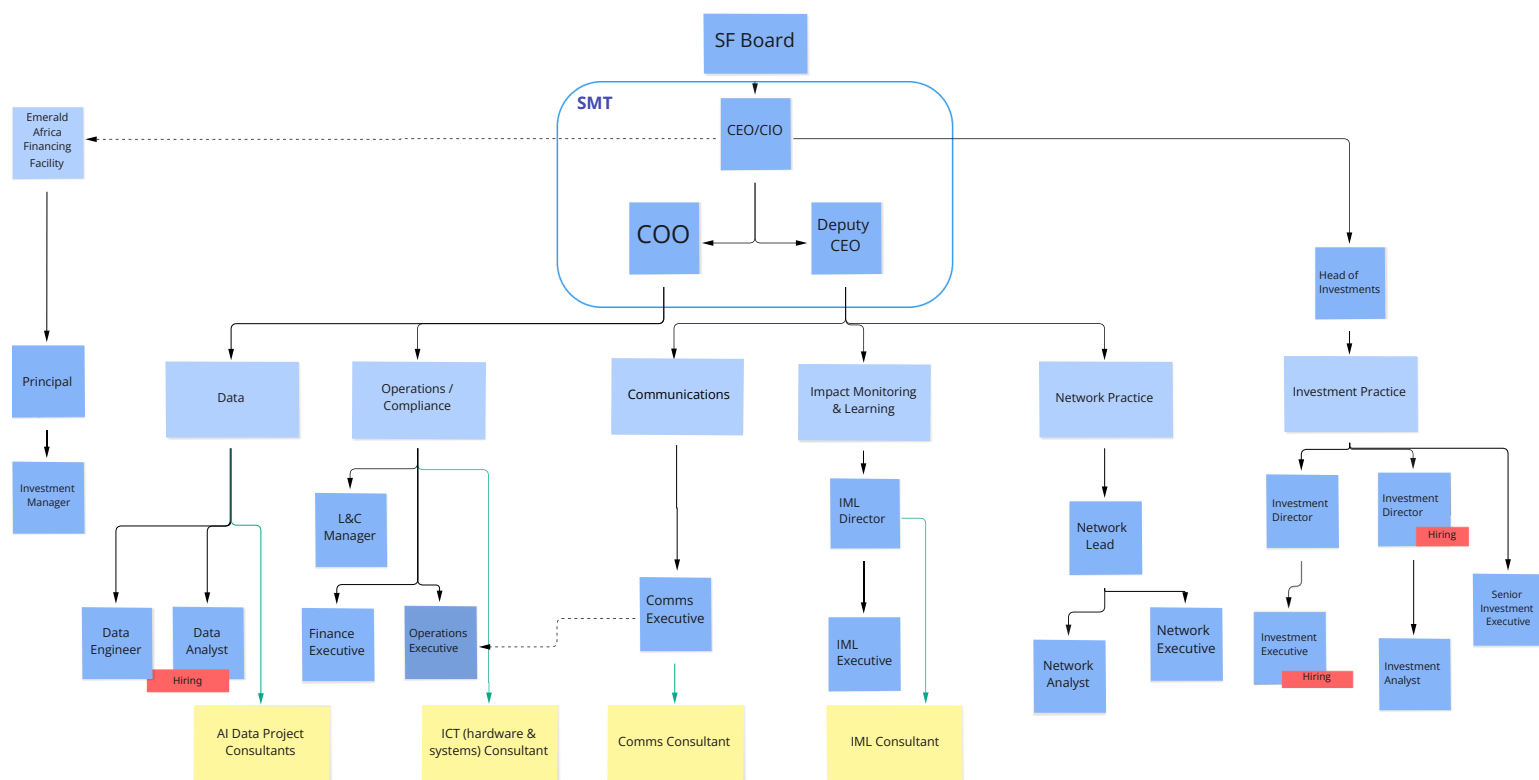 SF Board
SMT
CEO/CIO
Emerald
Africa
Financing
Facility
COO
Deputy
CEO
Head of
Investments
Principal
Data
Operations /
Compliance
Communications
Impact Monitoring
& Learning
Network Practice
Investment Practice
Investment
Manager
L&C
Manager
IML
Director
Network
Lead
Investment
Director
Investment
Director
Hiring
Data
Engineer
Data
Analyst
Hiring
Finance
Executive
Operations
Executive
Comms
Executive
IML
Executive
Network
Analyst
Network
Executive
Investment
Executive
Hiring
Investment
Analyst
Senior
Investment
Executive
AI Data Project
Consultants
ICT (hardware &
systems) Consultant
Comms Consultant
IML Consultant